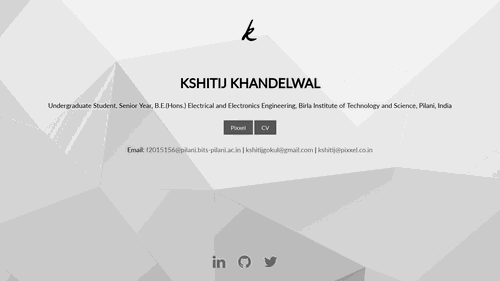 k
KSHITIJ KHANDELWAL
Undergraduate Student, Senior Year, B.E.(Hons.) Electrical and Electronics Engineering, Birla Institute of Technology and Science, Pilani, India
Pixxel CV
Email: f2015156@pilani.bits-pilani.ac.in | kshitijgokul@gmail.com | kshitij@pixxel.co.in
in